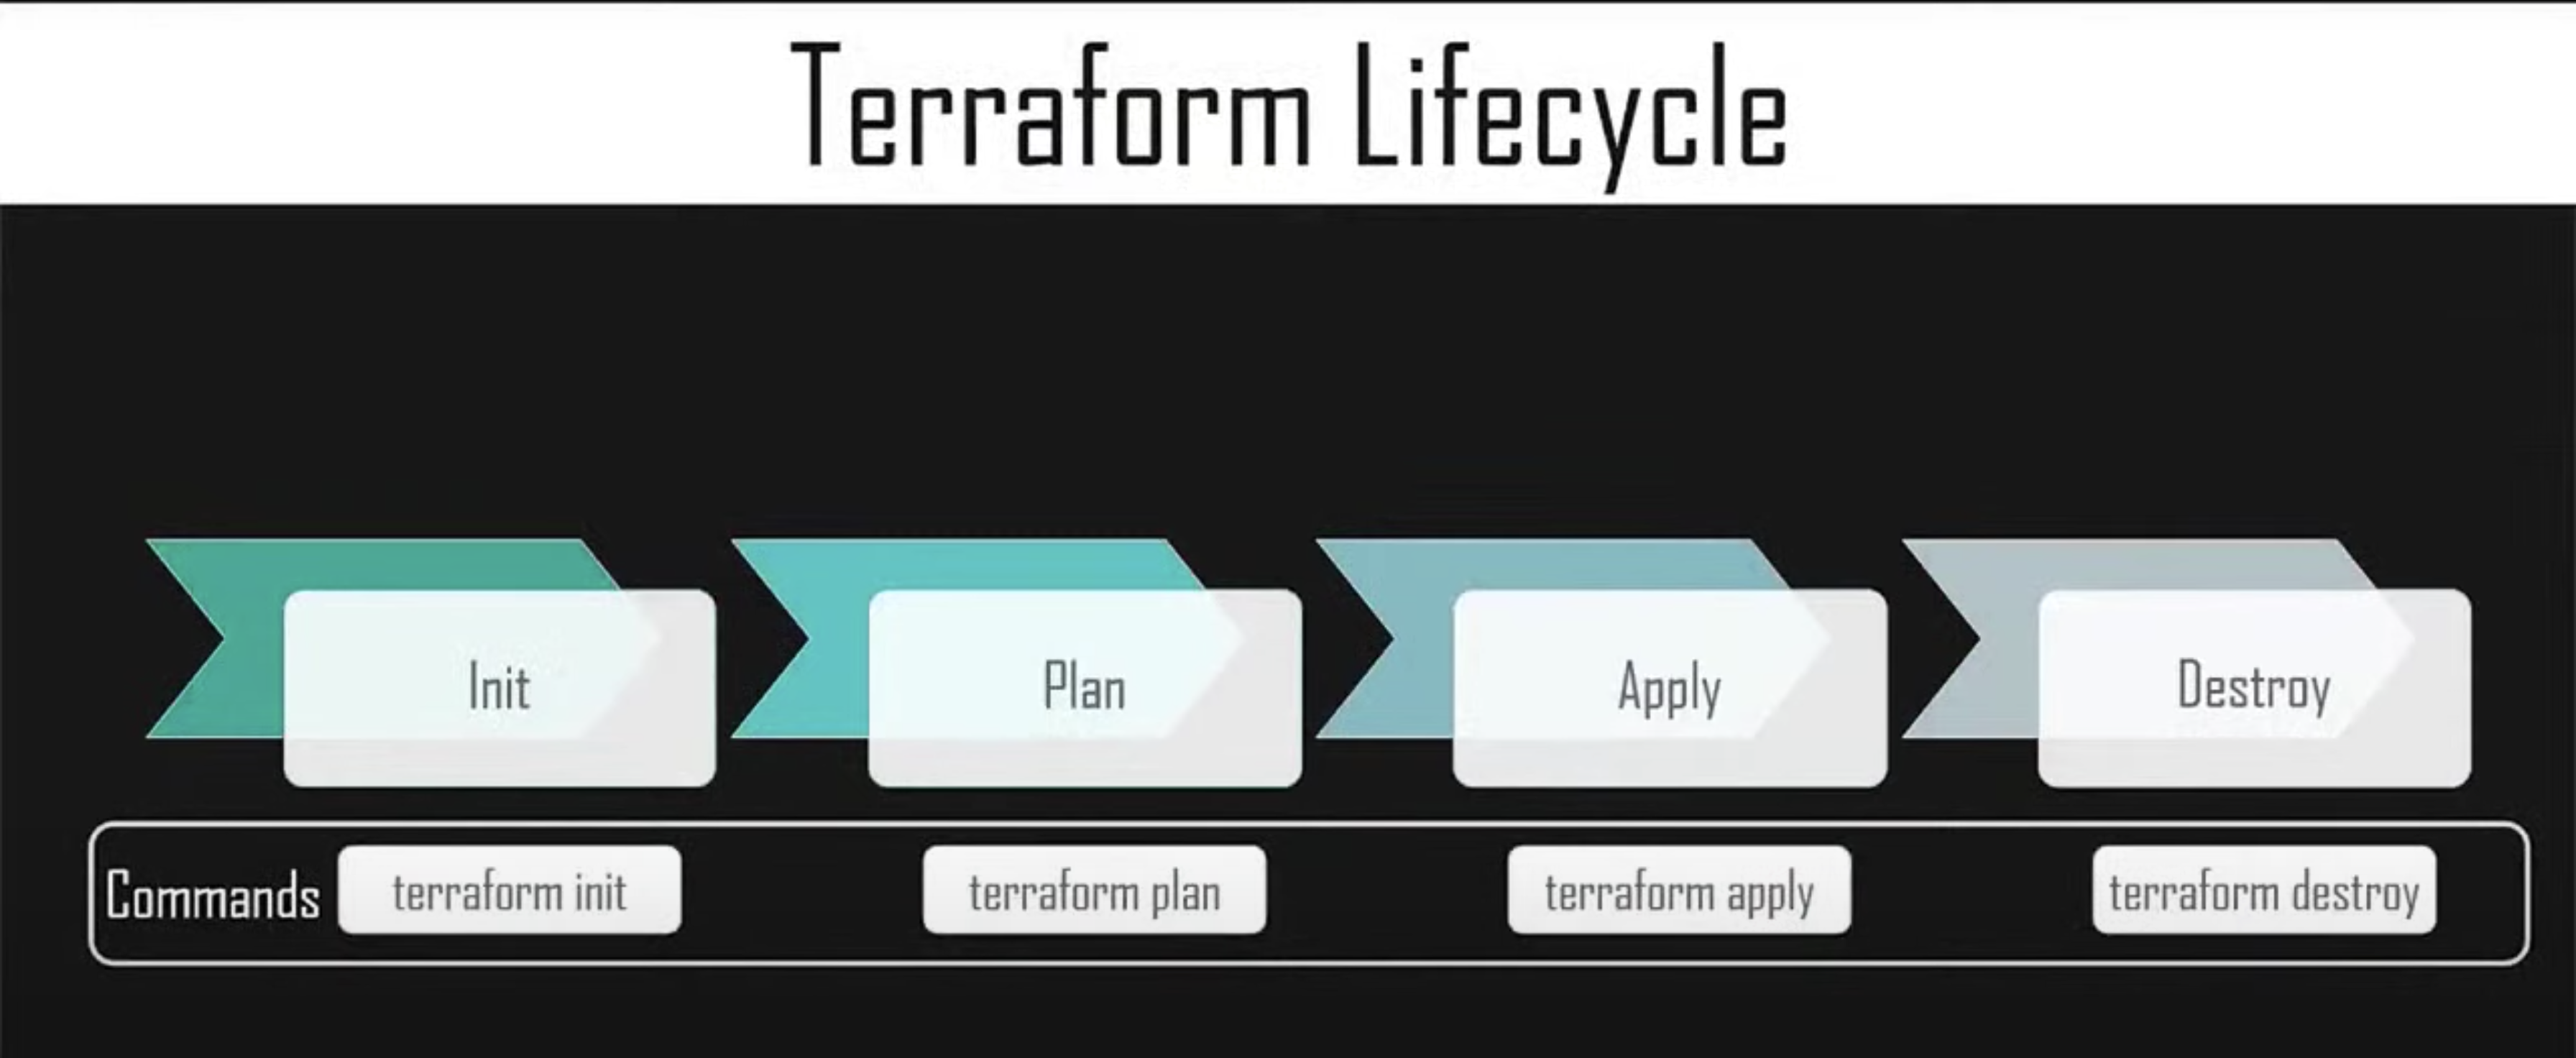 Terraform Lifecycle
Init
Plan
Apply
Destroy
Commands
terraform init
terraform plan
terraform apply
terraform destroy